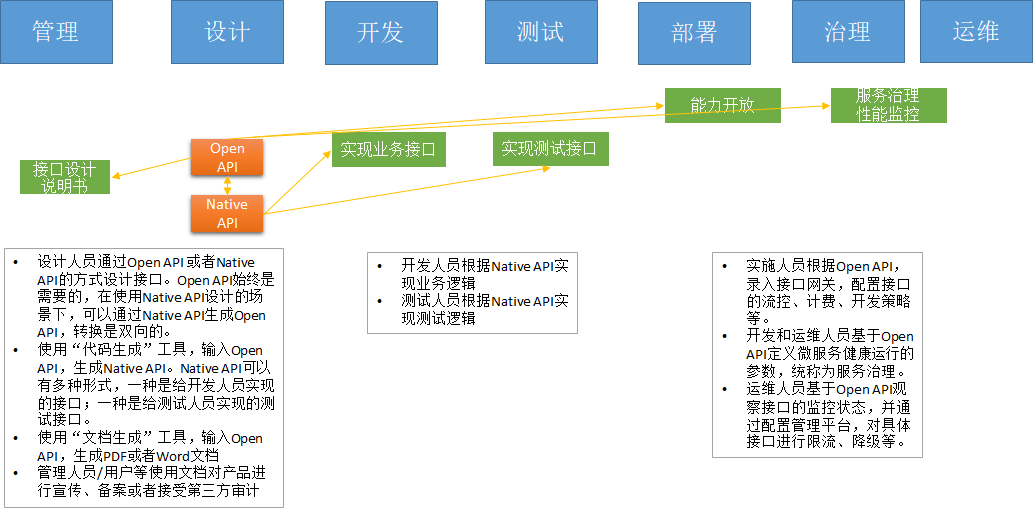 管理
设计
开发
测试
部署
治理
运维
能力开放
服务治理
性能监控
Open
API
实现业务接口
实现测试接口
接口设计
说明书
Native
API
• 设计人员通过Open API 或者Native
API的方式设计接口。Open API始终是
需要的，在使用Native API设计的场
景下，可以通过Native API生成Open
API，转换是双向的。
• 使用“代码生成”工具，输入Open
API，生成Native API。Native API可以
有多种形式，一种是给开发人员实现
的接口；一种是给测试人员实现的测
试接口。
• 使用“文档生成”工具，输入Open
API，生成PDF或者Word文档
• 管理人员/用户等使用文档对产品进
行宣传、备案或者接受第三方审计
• 开发人员根据Native API实
现业务逻辑
• 测试人员根据Native API实
现测试逻辑
• 实施人员根据Open API，
录入接口网关，配置接口
的流控、计费、开发策略
等。
• 开发和运维人员基于Open
API定义微服务健康运行的
参数，统称为服务治理。
• 运维人员基于Open API观
察接口的监控状态，并通
过配置管理平台，对具体
接口进行限流、降级等。